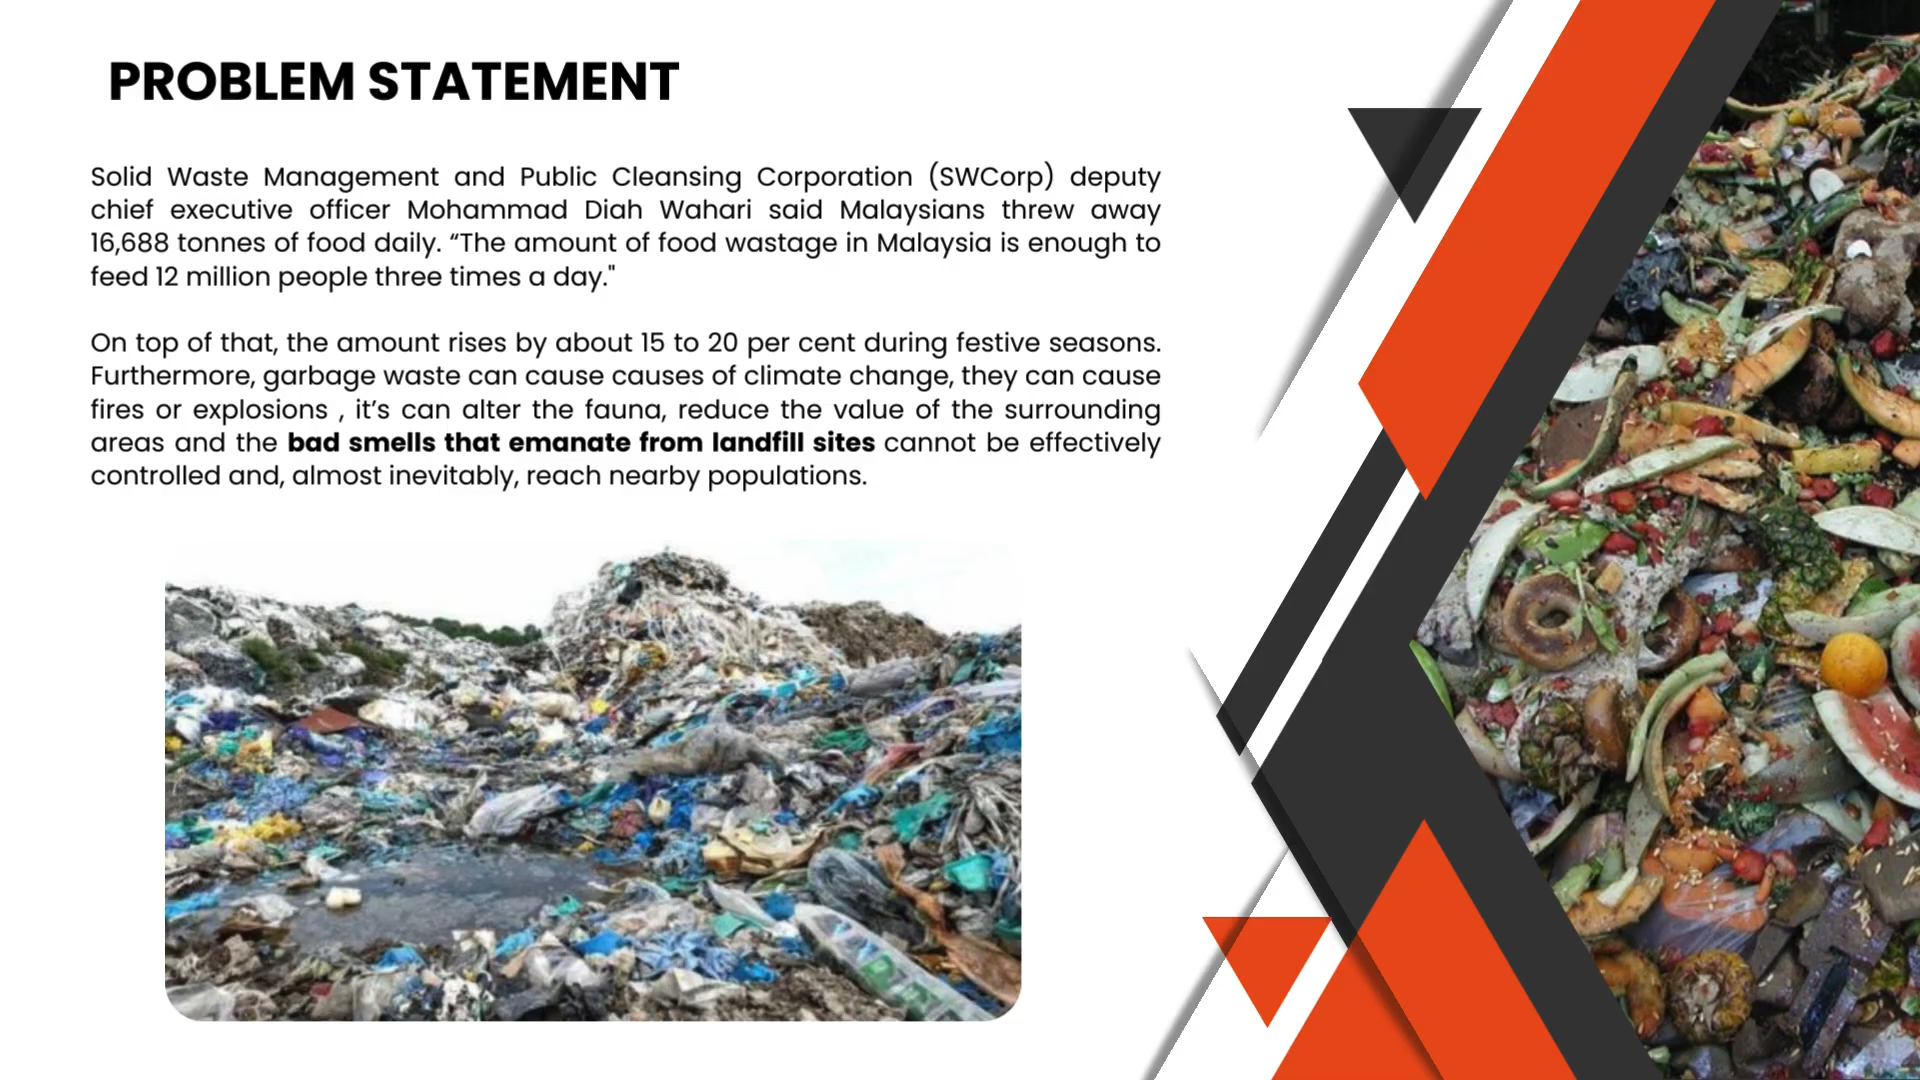 PROBLEM STATEMENT
Solid Waste Management and Public Cleansing Corporation (SWCorp) deputy
chief executive officer Mohammad Diah Wahari said Malaysians threw away
16,688 tonnes of food daily. “The amount of food wastage in Malaysia is enough to
feed 12 million people three times a day."
On top of that, the amount rises by about 15 to 20 per cent during festive seasons.
Furthermore, garbage waste can cause causes of climate change, they can cause
fires or explosions , it’s can alter the fauna, reduce the value of the surrounding
areas and the bad smells that emanate from landfill sites cannot be effectively
controlled and, almost inevitably, reach nearby populations.